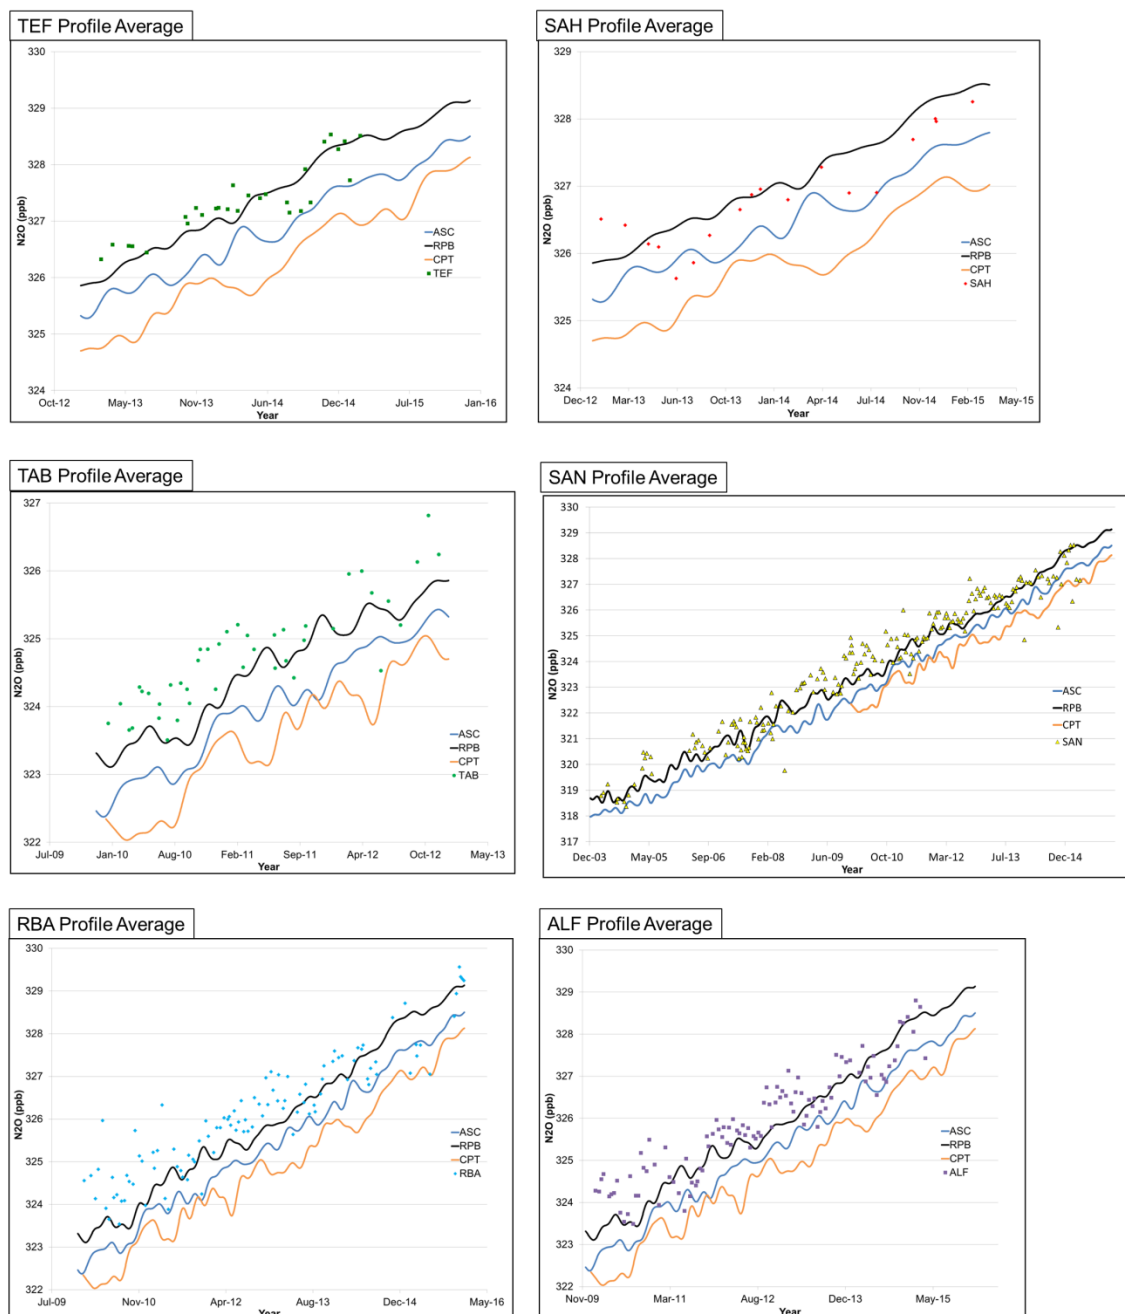 TEF Profile Average
330
329
328
327
326
325
324
N2O (ppb)
Oct-12 May-13 Nov-13 Jun-14 Dec-14 Jul-15 Jan-16
Year
ASC
RPB
CPT
TEF
SAH Profile Average
329
328
327
326
325
324
N2O (ppb)
Dec-12 Mar-13 Jun-13 Oct-13 Jan-14 Apr-14 Jul-14 Nov-14 Feb-15 May-15
Year
ASC
RPB
CPT
SAH
TAB Profile Average
327
326
325
324
323
322
N2O (ppb)
Jul-09 Jan-10 Aug-10 Feb-11 Sep-11 Apr-12 Oct-12 May-13
Year
ASC
RPB
CPT
TAB
SAN Profile Average
330
329
328
327
326
325
324
323
322
321
320
319
318
317
N2O (ppb)
Dec-03 May-05 Sep-06 Feb-08 Jun-09 Oct-10 Mar-12 Jul-13 Dec-14
Year
ASC
RPB
CPT
SAN
RBA Profile Average
330
329
328
327
326
325
324
323
322
N2O (ppb)
Jul-09 Nov-10 Apr-12 Aug-13 Dec-14 May-16
Year
ASC
RPB
CPT
RBA
ALF Profile Average
330
329
328
327
326
325
324
323
322
N2O (ppb)
Nov-09 Mar-11 Aug-12 Dec-13 May-15
Year
ASC
RPB
CPT
ALF